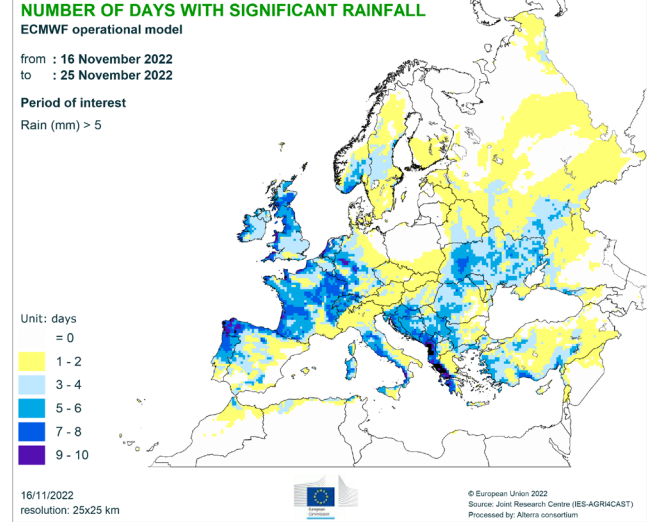 NUMBER OF DAYS WITH SIGNIFICANT RAINFALL
ECMWF operational model
from : 16 November 2022
to : 25 November 2022
Period of interest
Rain (mm) > 5
Unit: days
= 0
1 - 2
3 - 4
5 - 6
7 - 8
9 - 10
16/11/2022
resolution: 25x25 km
European
Commission
© European Union 2022
Source: Joint Research Centre (IES-AGRI4CAST)
Processed by: Alterra consortium